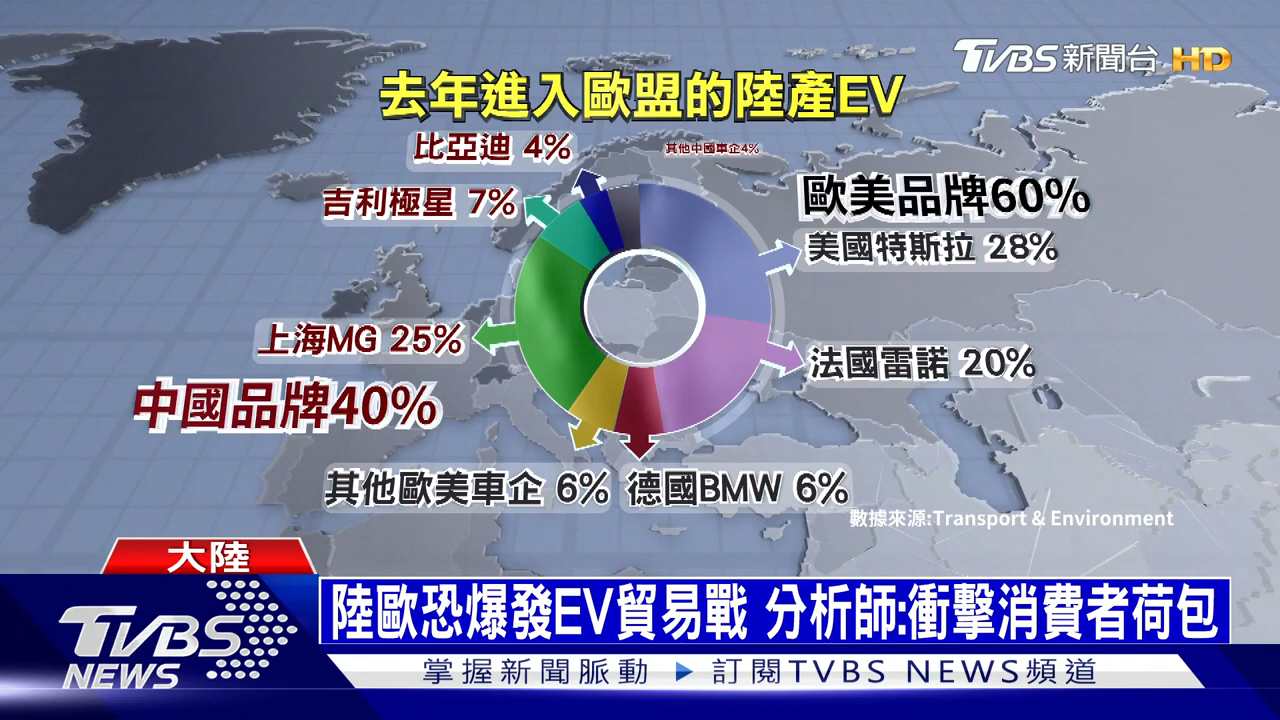 TVBS新聞台 HD
去年進入歐盟的陸產EV
比亞迪 4%
其他中國車企4%
吉利極星 7%
歐美品牌60%
美國特斯拉 28%
上海MG 25%
法國雷諾 20%
中國品牌40%
其他歐美車企 6%
德國BMW 6%
數據來源:Transport & Environment
大陸
陸歐恐爆發EV貿易戰 分析師:衝擊消費者荷包
TVBS
NEWS
掌握新聞脈動 訂閱TVBS NEWS頻道